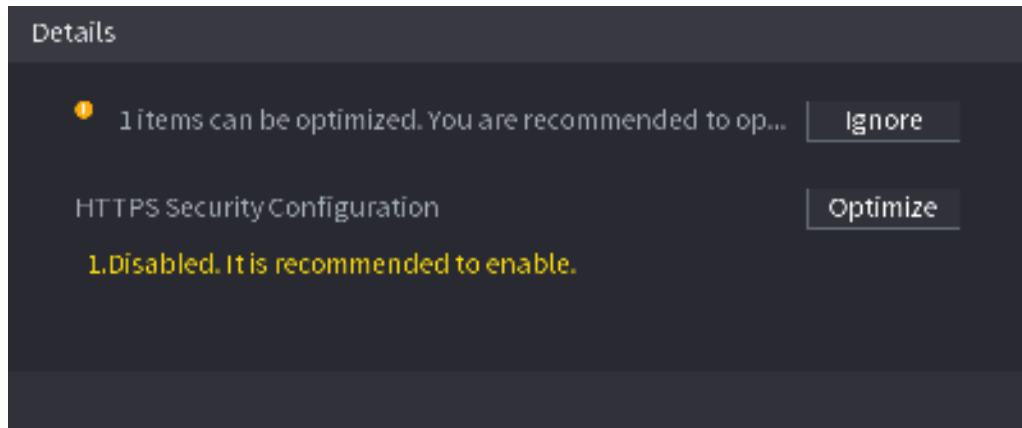 Details
1 items can be optimized. You are recommended to op...
Ignore
HTTPS Security Configuration
Optimize
1.Disabled. It is recommended to enable.